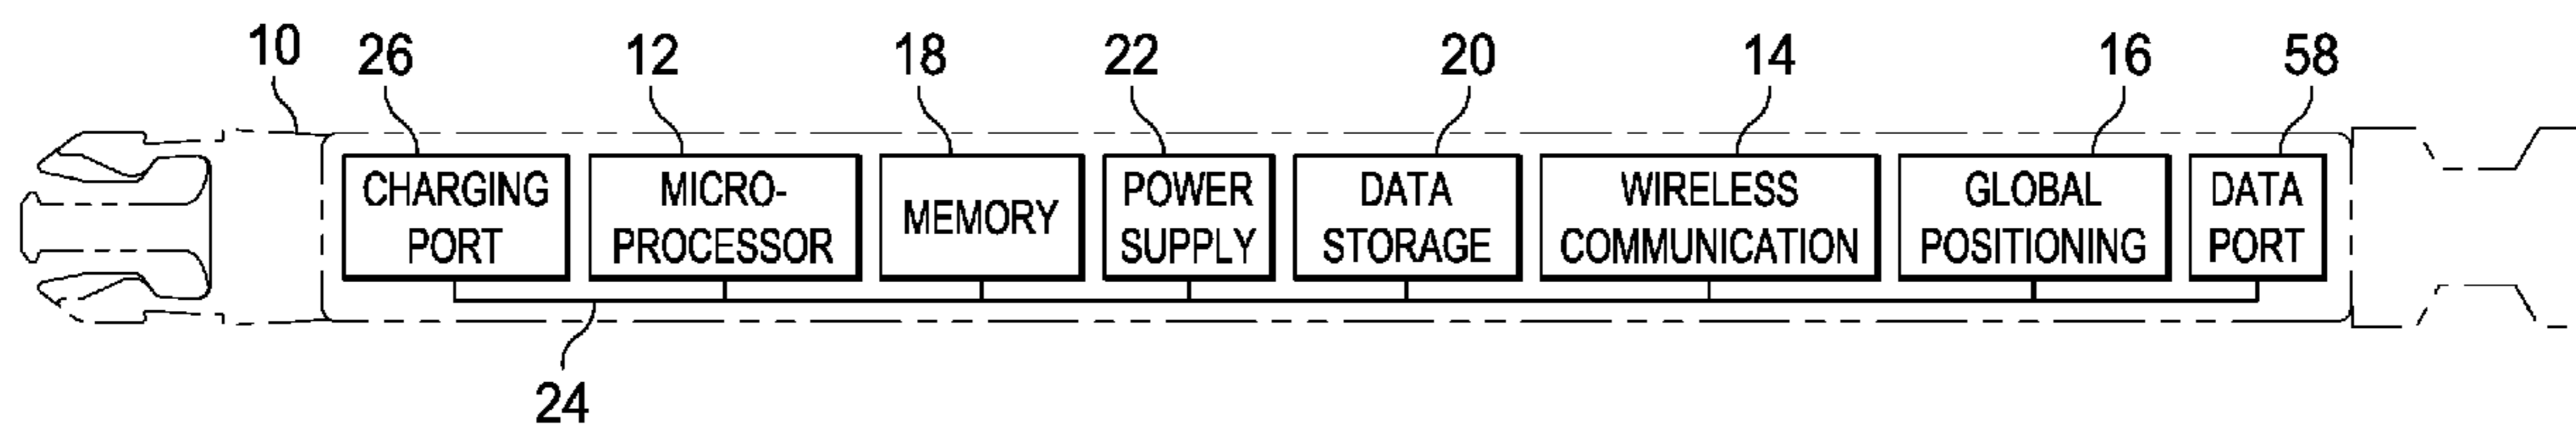 10 26 12 18 22 20 14 16 58
CHARGING MICRO- MEMORY POWER DATA WIRELESS GLOBAL DATA
PORT PROCESSOR SUPPLY STORAGE COMMUNICATION POSITIONING PORT
24